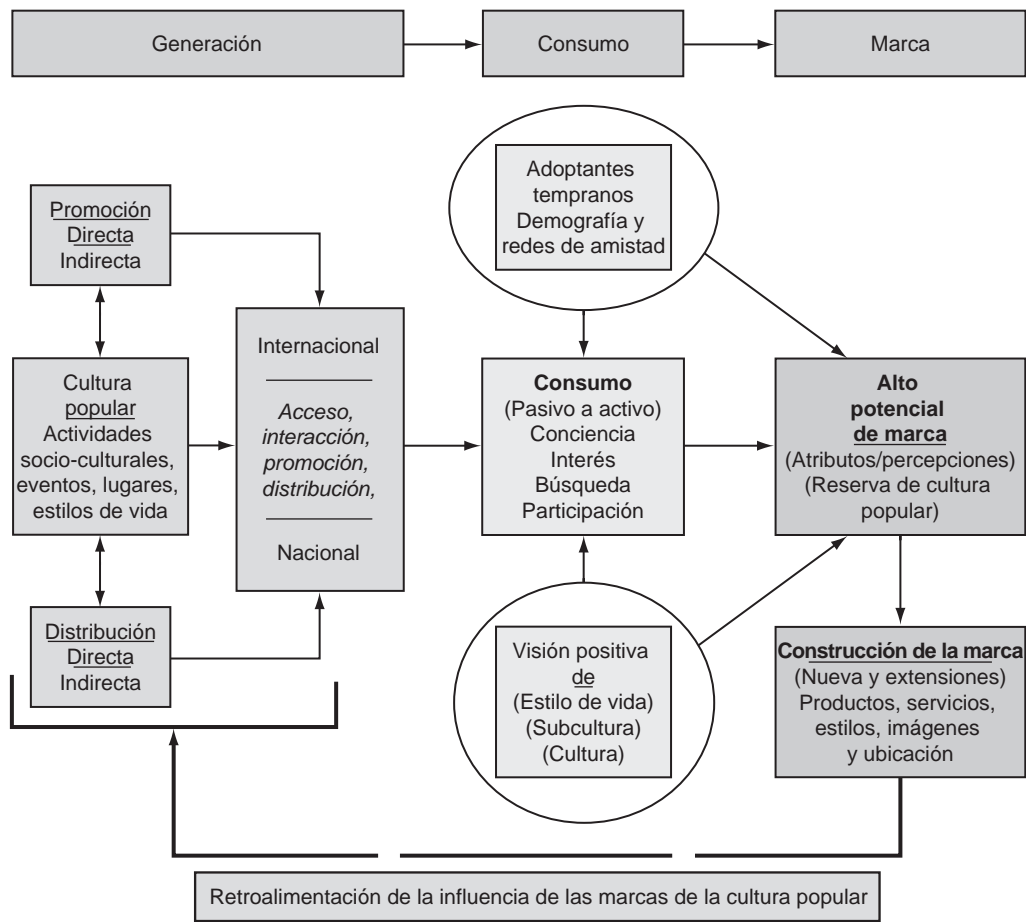 Generación
Consumo
Marca
Promoción
Directa
Indirecta
Cultura
popular
Actividades
socio-culturales,
eventos, lugares,
estilos de vida
Distribución
Directa
Indirecta
Internacional
Acceso,
interacción,
promoción,
distribución,
Nacional
Adoptantes
tempranos
Demografía y
redes de amistad
Consumo
(Pasivo a activo)
Conciencia
Interés
Búsqueda
Participación
Visión positiva
de
(Estilo de vida)
(Subcultura)
(Cultura)
Alto
potencial
de marca
(Atributos/percepciones)
(Reserva de cultura
popular)
Construcción de la marca
(Nueva y extensiones)
Productos, servicios,
estilos, imágenes
y ubicación
Retroalimentación de la influencia de las marcas de la cultura popular